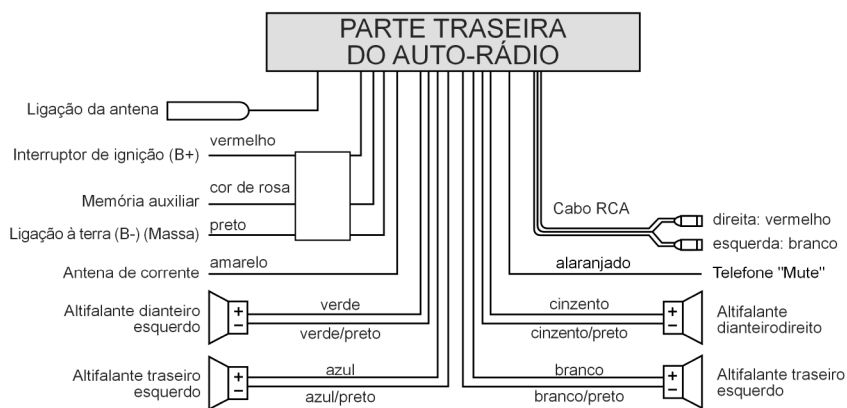 PARTE TRASEIRA
DO AUTO-RÁDIO
Ligação da antena
Interruptor de ignição (B+)
vermelho
Memória auxiliar
cor de rosa
Ligação à terra (B-) (Massa)
preto
Antena de corrente
amarelo
Altifalante dianteiro
esquerdo
+
−
verde
verde/preto
Altifalante traseiro
esquerdo
+
−
azul
azul/preto
Cabo RCA
direita: vermelho
esquerda: branco
alaranjado
Telefone "Mute"
cinzento
cinzento/preto
+
−
Altifalante
dianteirodireito
branco
branco/preto
+
−
Altifalante traseiro
esquerdo